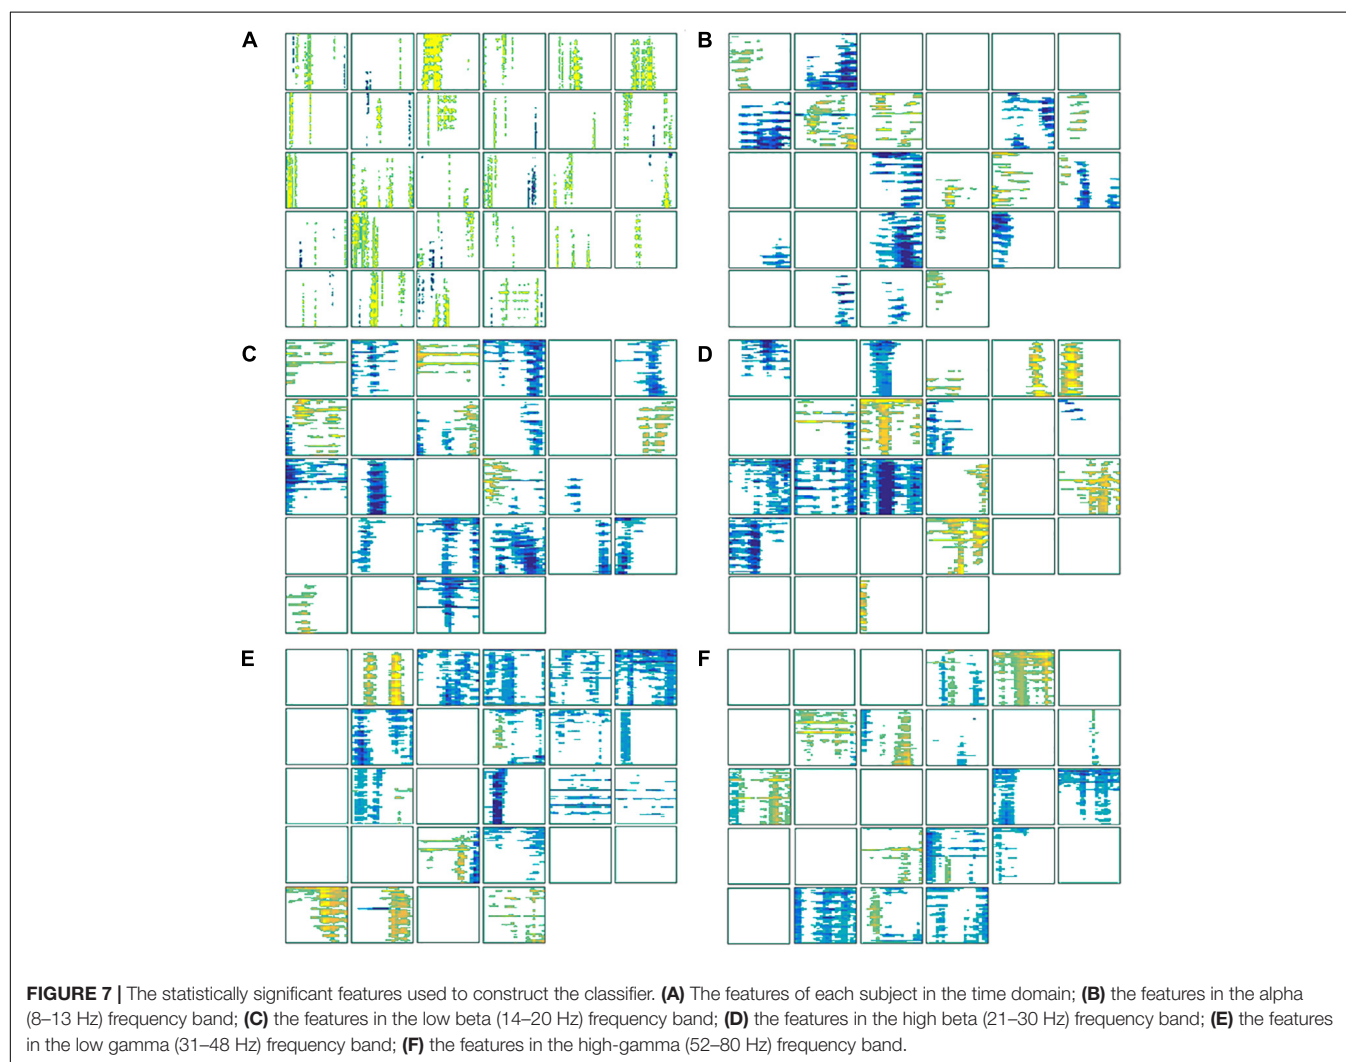 A
B
C
D
E
F
FIGURE 7 | The statistically significant features used to construct the classifier. (A) The features of each subject in the time domain; (B) the features in the alpha
(8–13 Hz) frequency band; (C) the features in the low beta (14–20 Hz) frequency band; (D) the features in the high beta (21–30 Hz) frequency band; (E) the features
in the low gamma (31–48 Hz) frequency band; (F) the features in the high-gamma (52–80 Hz) frequency band.